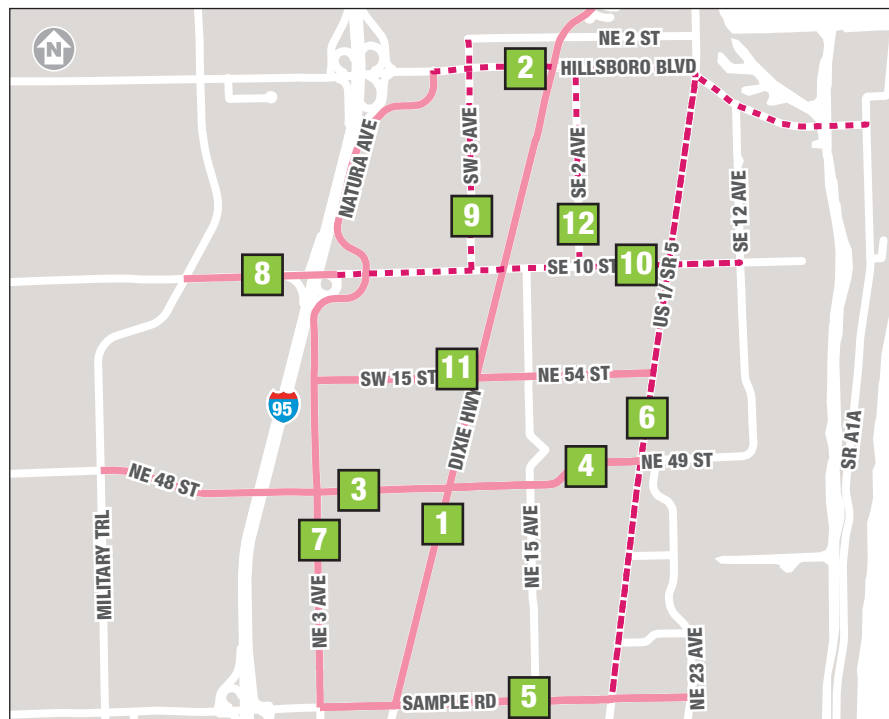 N
NE 2 ST
2
HILLSBORO BLVD
NATURA AVE
SW 3 AVE
SE 2 AVE
SE 12 AVE
9
12
8
SE 10 ST
10
US 1/ SR 5
11
SW 15 ST
NE 54 ST
95
DIXIE HWY
6
SR A1A
NE 48 ST
3
4
NE 49 ST
1
7
MILITARY TRL
NE 15 AVE
NE 3 AVE
NE 23 AVE
SAMPLE RD
5